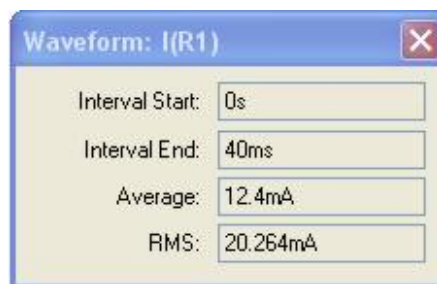 Waveform: I(R1)
Interval Start: 0s
Interval End: 40ms
Average: 12.4mA
RMS: 20.264mA